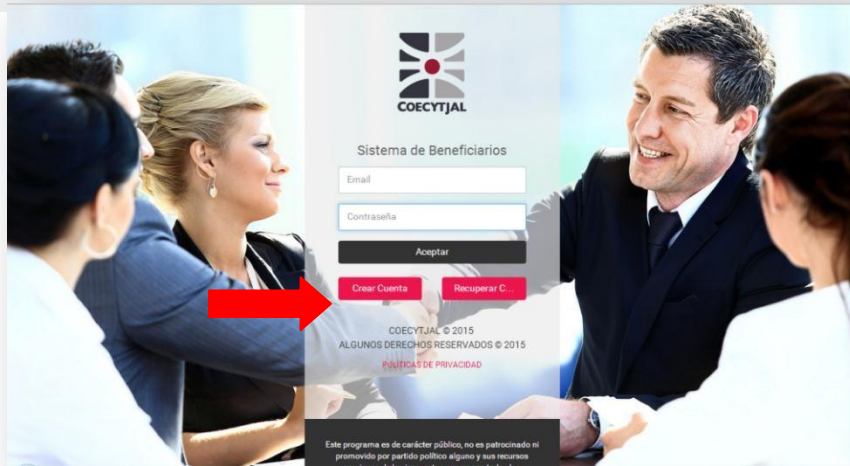 COECYTJAL
Sistema de Beneficiarios
Email
Contraseña
Aceptar
Crear Cuenta
Recuperar C...
COECYTJAL © 2015
ALGUNOS DERECHOS RESERVADOS © 2015
POLÍTICAS DE PRIVACIDAD
Este programa es de carácter público, no es patrocinado ni
promovido por partido político alguno y sus recursos